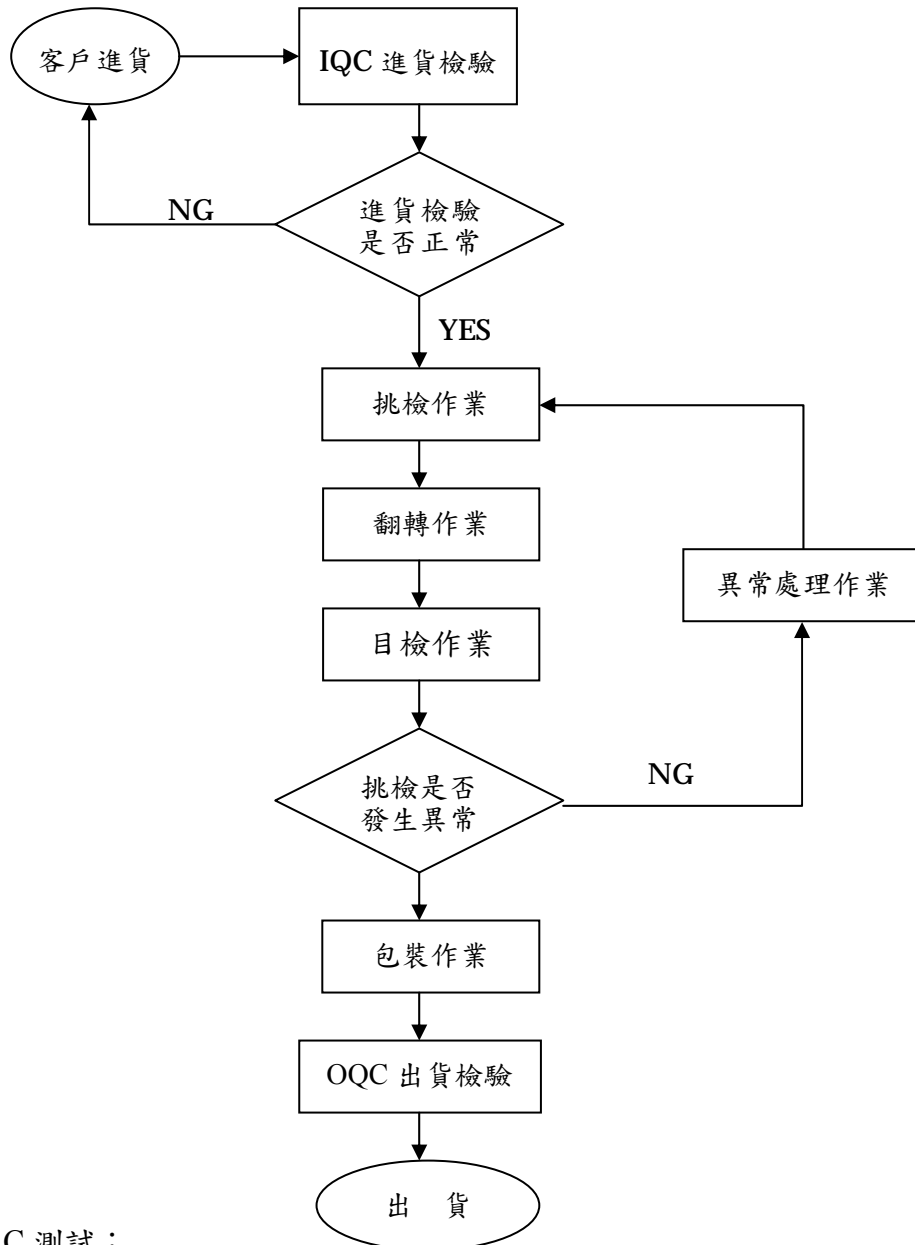 客戶進貨
IQC 進貨檢驗
NG
進貨檢驗
是否正常
YES
挑檢作業
翻轉作業
異常處理作業
目檢作業
挑檢是否
發生異常
NG
包裝作業
OQC 出貨檢驗
出 貨
C 測試：